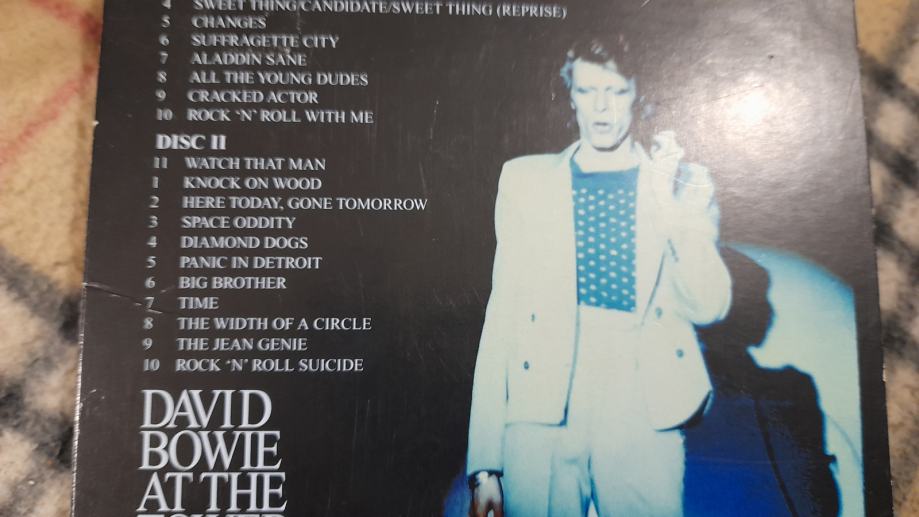 4 SWEET THING/CANDIDATE/SWEET THING (REPRISE)
5 CHANGES
6 SUFFRAGETTE CITY
7 ALADDIN SANE
8 ALL THE YOUNG DUDES
9 CRACKED ACTOR
10 ROCK 'N' ROLL WITH ME
DISC II
11 WATCH THAT MAN
1 KNOCK ON WOOD
2 HERE TODAY, GONE TOMORROW
3 SPACE ODDITY
4 DIAMOND DOGS
5 PANIC IN DETROIT
6 BIG BROTHER
7 TIME
8 THE WIDTH OF A CIRCLE
9 THE JEAN GENIE
10 ROCK 'N' ROLL SUICIDE
DAVID
BOWIE
AT THE
TOWER